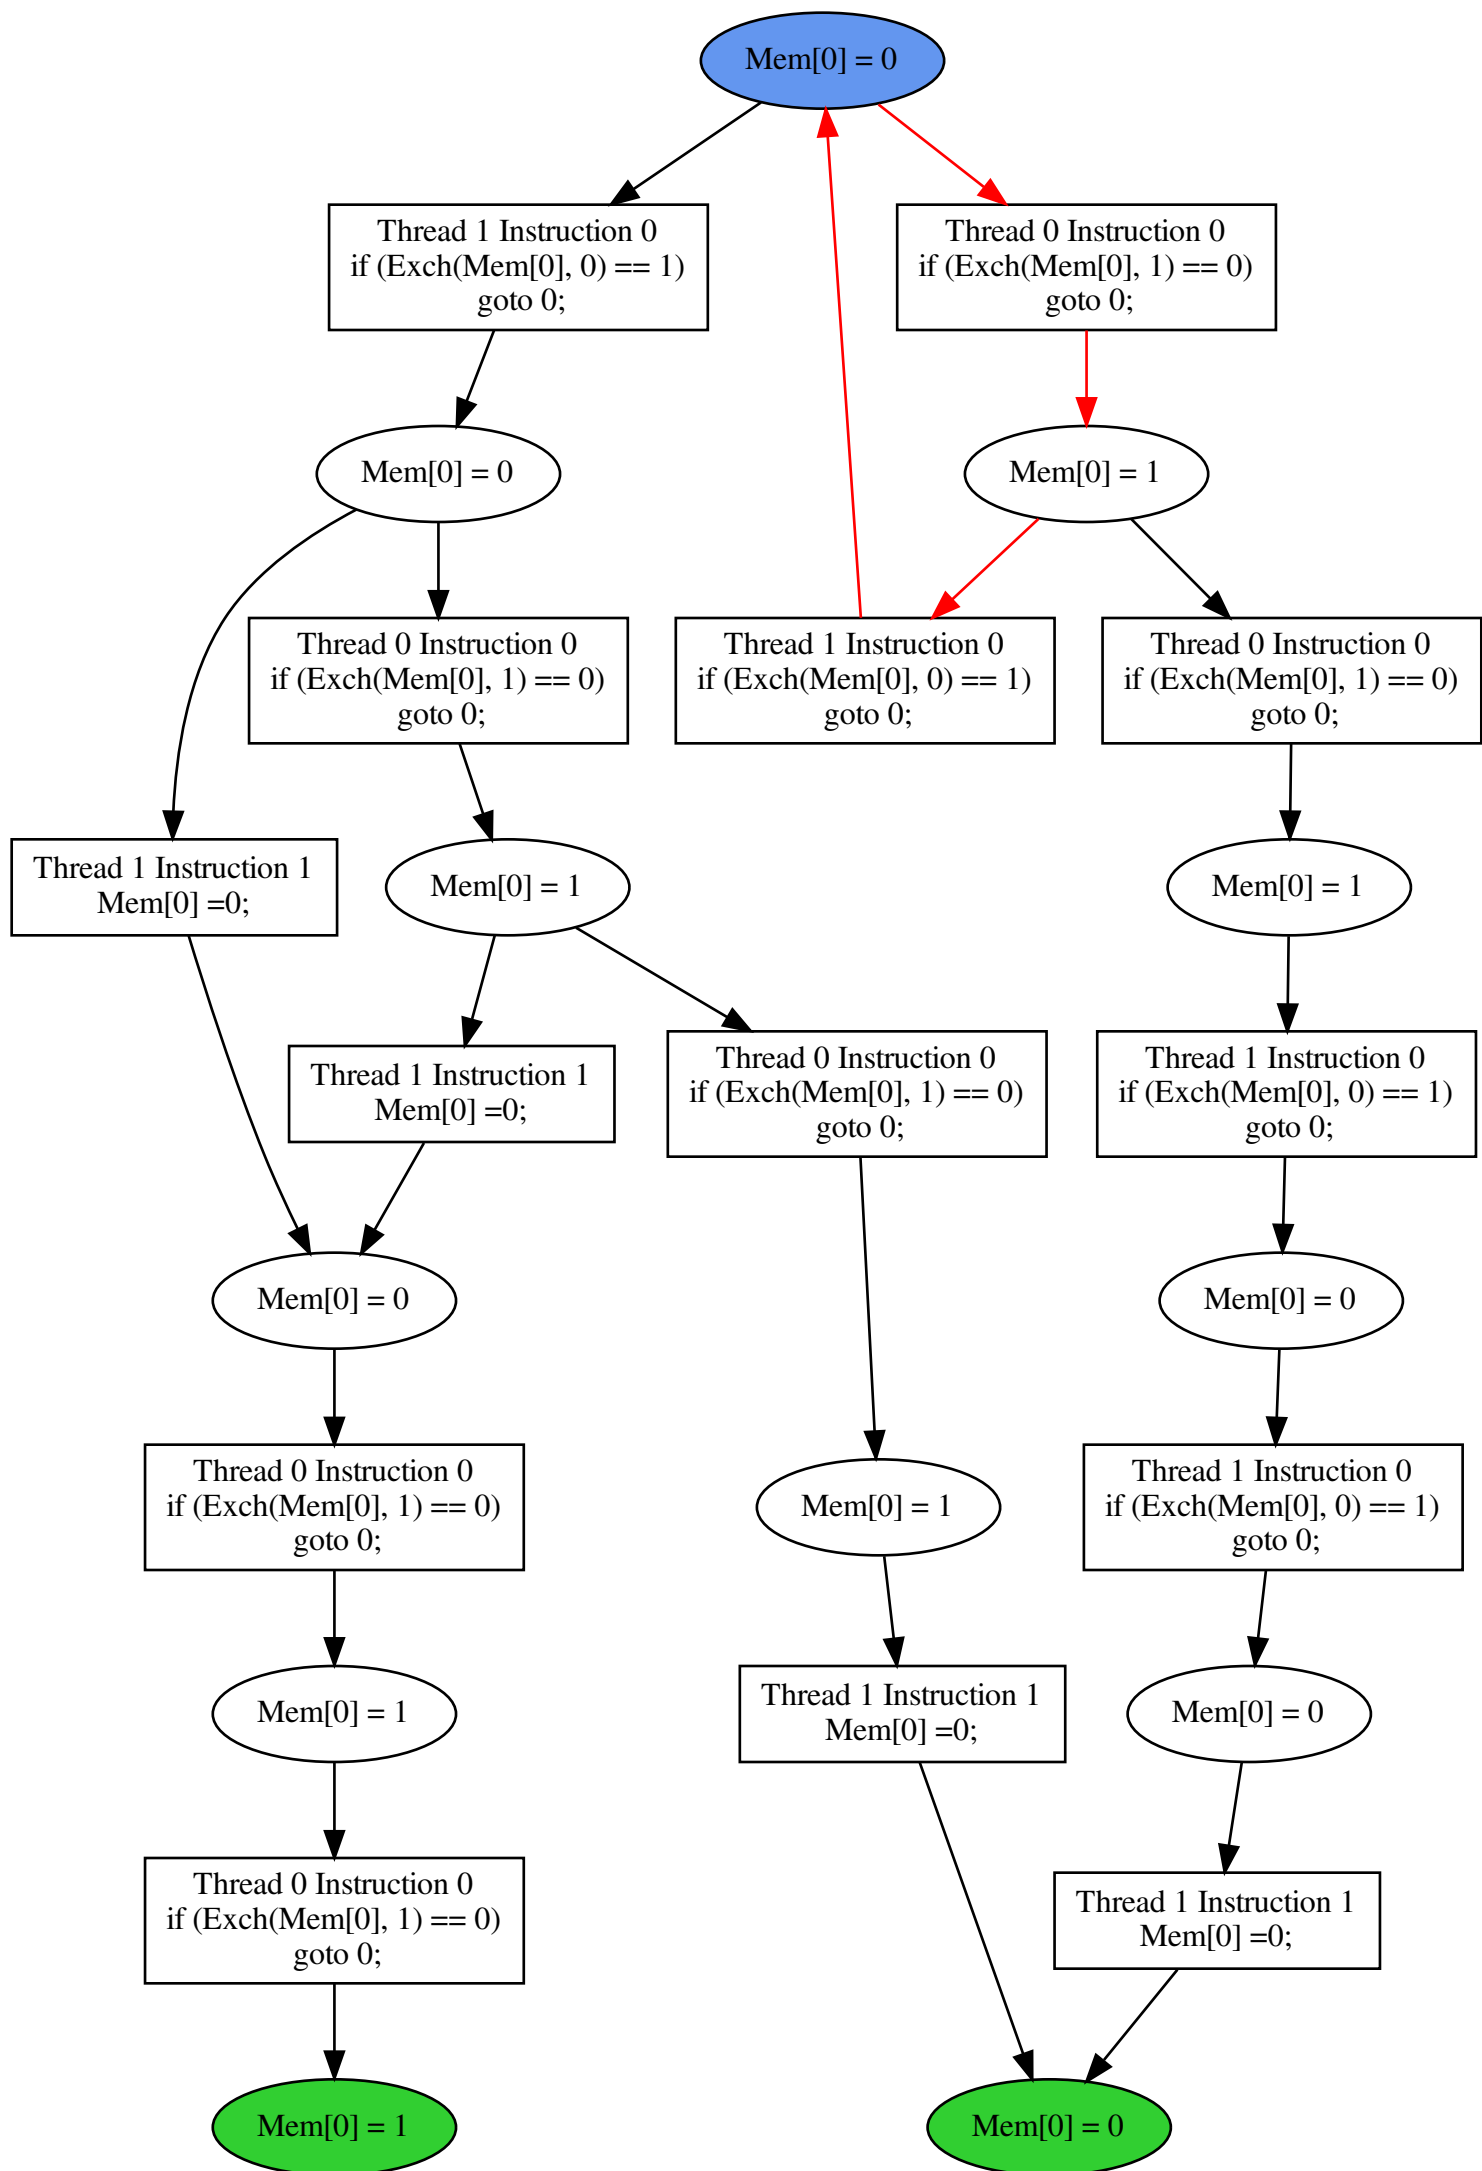 Mem[0] = 0
Thread 1 Instruction 0
if (Exch(Mem[0], 0) == 1)
goto 0;
Thread 0 Instruction 0
if (Exch(Mem[0], 1) == 0)
goto 0;
Mem[0] = 0
Mem[0] = 1
Thread 0 Instruction 0
if (Exch(Mem[0], 1) == 0)
goto 0;
Thread 1 Instruction 0
if (Exch(Mem[0], 0) == 1)
goto 0;
Thread 0 Instruction 0
if (Exch(Mem[0], 1) == 0)
goto 0;
Thread 1 Instruction 1
Mem[0] =0;
Mem[0] = 1
Mem[0] = 1
Thread 1 Instruction 1
Mem[0] =0;
Thread 0 Instruction 0
if (Exch(Mem[0], 1) == 0)
goto 0;
Thread 1 Instruction 0
if (Exch(Mem[0], 0) == 1)
goto 0;
Mem[0] = 0
Mem[0] = 0
Thread 0 Instruction 0
if (Exch(Mem[0], 1) == 0)
goto 0;
Mem[0] = 1
Thread 1 Instruction 0
if (Exch(Mem[0], 0) == 1)
goto 0;
Mem[0] = 1
Thread 1 Instruction 1
Mem[0] =0;
Mem[0] = 0
Thread 0 Instruction 0
if (Exch(Mem[0], 1) == 0)
goto 0;
Thread 1 Instruction 1
Mem[0] =0;
Mem[0] = 1
Mem[0] = 0